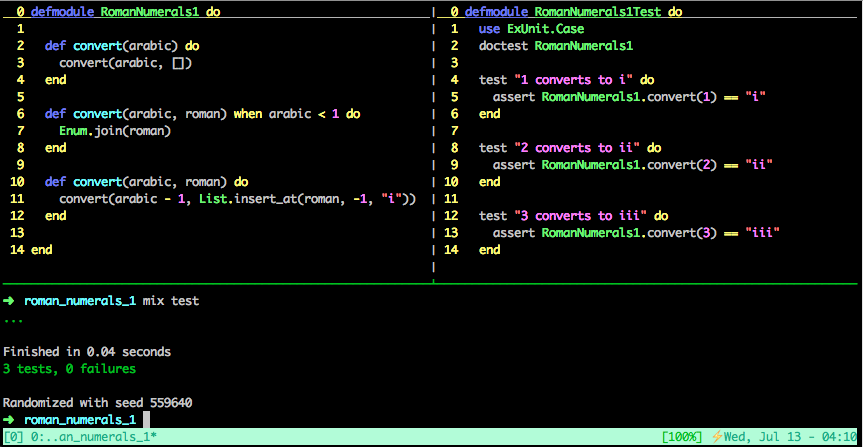 0 defmodule RomanNumerals1 do
1
2   def convert(arabic) do
3     convert(arabic, [])
4   end
5
6   def convert(arabic, roman) when arabic < 1 do
7     Enum.join(roman)
8   end
9
10   def convert(arabic, roman) do
11     convert(arabic - 1, List.insert_at(roman, -1, "i"))
12   end
13
14 end
0 defmodule RomanNumerals1Test do
1   use ExUnit.Case
2   doctest RomanNumerals1
3
4   test "1 converts to i" do
5     assert RomanNumerals1.convert(1) == "i"
6   end
7
8   test "2 converts to ii" do
9     assert RomanNumerals1.convert(2) == "ii"
10   end
11
12   test "3 converts to iii" do
13     assert RomanNumerals1.convert(3) == "iii"
14   end
➜ roman_numerals_1 mix test
...
Finished in 0.04 seconds
3 tests, 0 failures
Randomized with seed 559640
➜ roman_numerals_1
[0] 0:..an_numerals_1* [100%] ⚡Wed, Jul 13 - 04:10